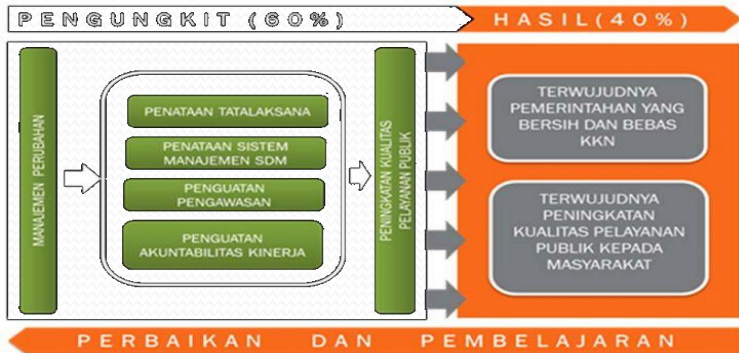 PENGUNGKIT (60%)
HASIL(40%)
MANAJEMEN PERUBAHAN
PENATAAN TATALAKSANA
PENATAAN SISTEM
MANAJEMEN SDM
PENGUATAN
PENGAWASAN
PENGUATAN
AKUNTABILITAS KINERJA
PENINGKATAN KUALITAS
PELAYANAN PUBLIK
TERWUJUDNYA
PEMERINTAHAN YANG
BERSIH DAN BEBAS
KKN
TERWUJUDNYA
PENINGKATAN
KUALITAS PELAYANAN
PUBLIK KEPADA
MASYARAKAT
PERBAIKAN DAN PEMBELAJARAN